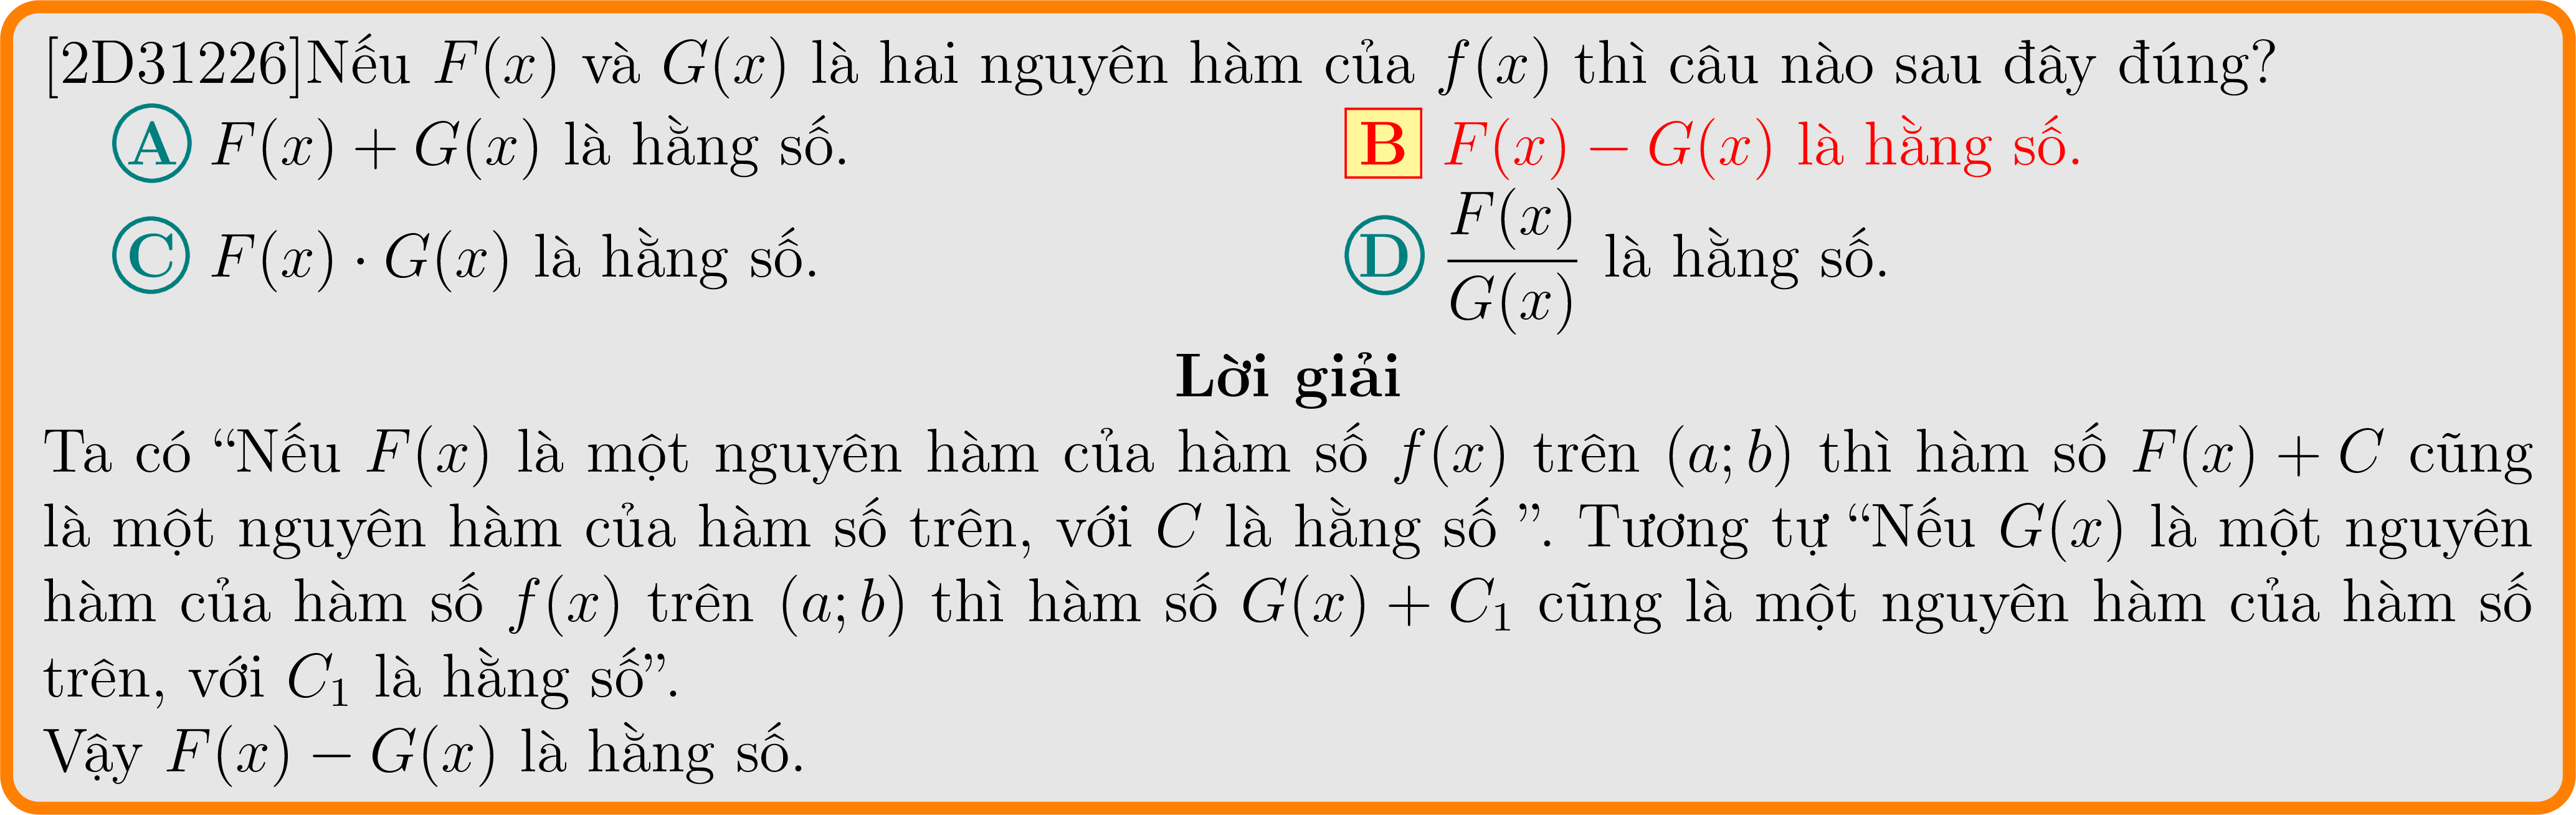 [2D31226]Nếu F(x) và G(x) là hai nguyên hàm của f(x) thì câu nào sau đây đúng?
A F(x) + G(x) là hằng số. B F(x) − G(x) là hằng số.
C F(x) · G(x) là hằng số. D F(x)/G(x) là hằng số.
Lời giải
Ta có “Nếu F(x) là một nguyên hàm của hàm số f(x) trên (a; b) thì hàm số F(x) + C cũng
là một nguyên hàm của hàm số trên, với C là hằng số ”. Tương tự “Nếu G(x) là một nguyên
hàm của hàm số f(x) trên (a; b) thì hàm số G(x) + C₁ cũng là một nguyên hàm của hàm số
trên, với C₁ là hằng số”.
Vậy F(x) − G(x) là hằng số.